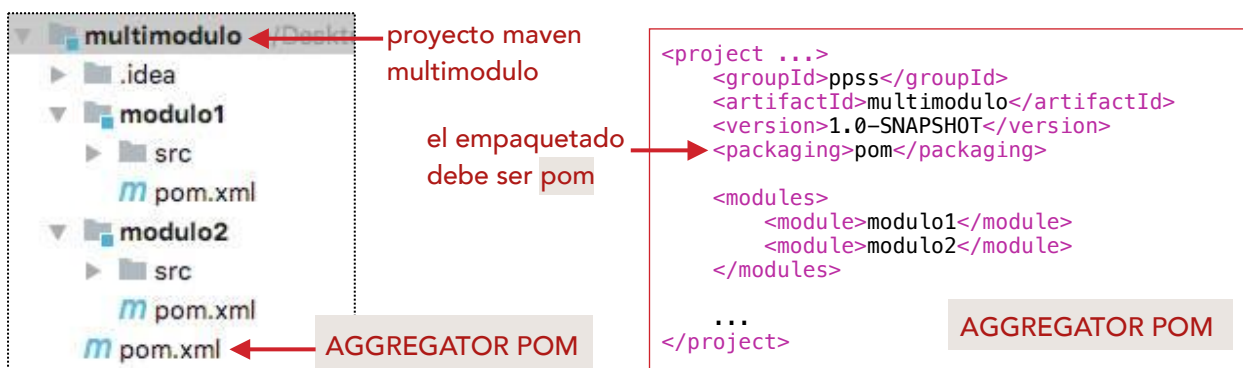 multimodulo
.idea
modulo1
src
pom.xml
modulo2
src
pom.xml
pom.xml
proyecto maven
multimodulo
el empaquetado
debe ser pom
AGGREGATOR POM
<project ...>
<groupId>ppss</groupId>
<artifactId>multimodulo</artifactId>
<version>1.0-SNAPSHOT</version>
<packaging>pom</packaging>
<modules>
<module>modulo1</module>
<module>modulo2</module>
</modules>
...
</project>
AGGREGATOR POM